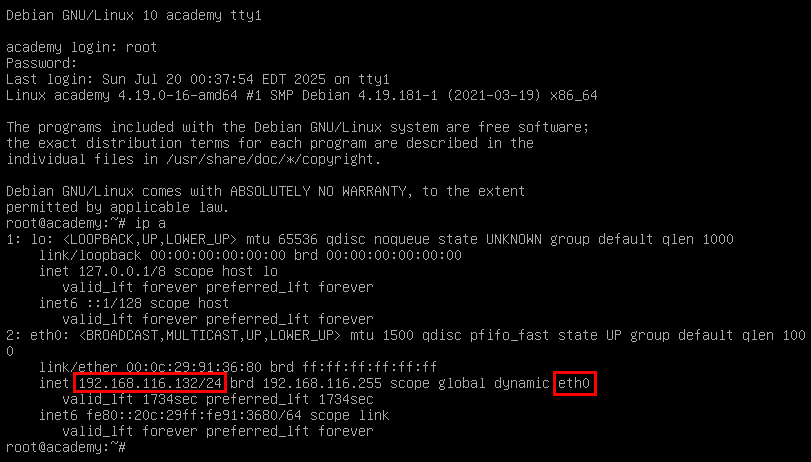 Debian GNU/Linux 10 academy tty1
academy login: root
Password:
Last login: Sun Jul 20 00:37:54 EDT 2025 on tty1
Linux academy 4.19.0-16-amd64 #1 SMP Debian 4.19.181-1 (2021-03-19) x86_64
The programs included with the Debian GNU/Linux system are free software;
the exact distribution terms for each program are described in the
individual files in /usr/share/doc/*/copyright.
Debian GNU/Linux comes with ABSOLUTELY NO WARRANTY, to the extent
permitted by applicable law.
root@academy:~# ip a
1: lo: <LOOPBACK,UP,LOWER_UP> mtu 65536 qdisc noqueue state UNKNOWN group default qlen 1000
    link/loopback 00:00:00:00:00:00 brd 00:00:00:00:00:00
    inet 127.0.0.1/8 scope host lo
       valid_lft forever preferred_lft forever
    inet6 ::1/128 scope host
       valid_lft forever preferred_lft forever
2: eth0: <BROADCAST,MULTICAST,UP,LOWER_UP> mtu 1500 qdisc pfifo_fast state UP group default qlen 100
0
    link/ether 00:0c:29:91:36:80 brd ff:ff:ff:ff:ff:ff
    inet 192.168.116.132/24 brd 192.168.116.255 scope global dynamic eth0
       valid_lft 1734sec preferred_lft 1734sec
    inet6 fe80::20c:29ff:fe91:3680/64 scope link
       valid_lft forever preferred_lft forever
root@academy:~#